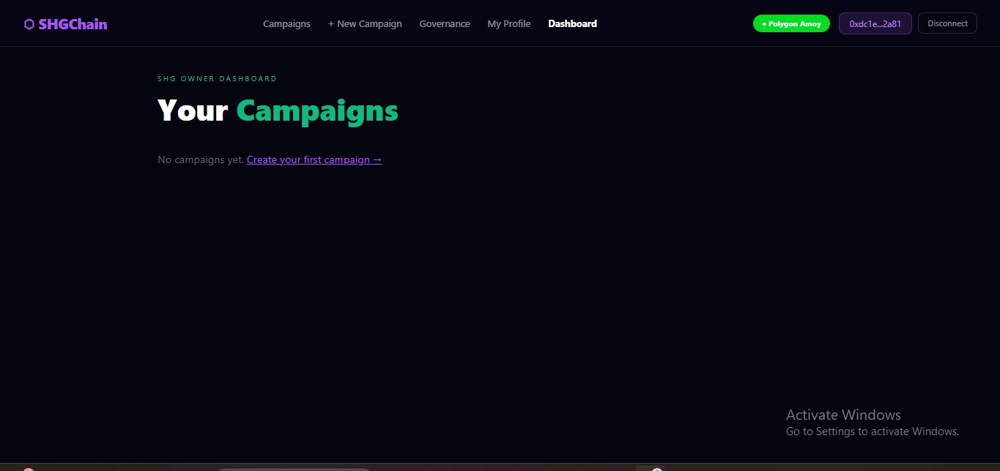 SHGChain
Campaigns
+ New Campaign
Governance
My Profile
Dashboard
● Polygon Amoy
0xdc1e...2a81
Disconnect
SHG OWNER DASHBOARD
Your Campaigns
No campaigns yet. Create your first campaign →
Activate Windows
Go to Settings to activate Windows.